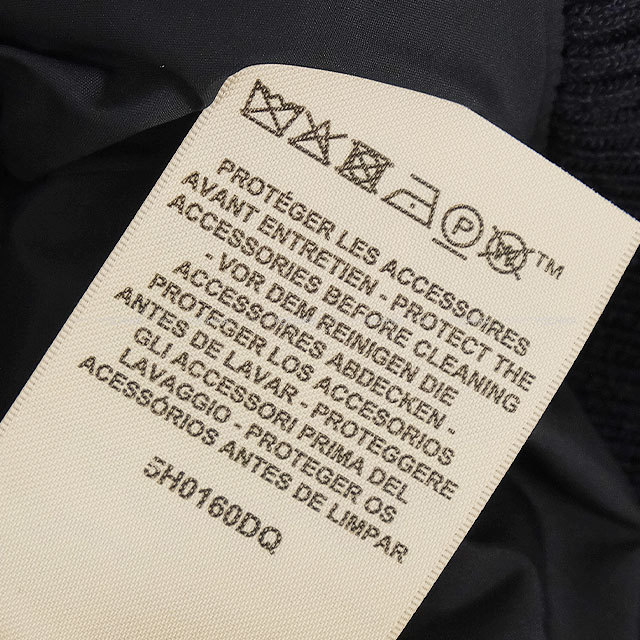 P W TM
PROTÉGER LES ACCESSOIRES
AVANT ENTRETIEN - PROTECT THE
ACCESSORIES BEFORE CLEANING
- VOR DEM REINIGEN DIE
ACCESSOIRES ABDECKEN -
PROTEGER LOS ACCESORIOS
ANTES DE LAVAR - PROTEGGERE
GLI ACCESSORI PRIMA DEL
LAVAGGIO - PROTEGER OS
ACESSÓRIOS ANTES DE LIMPAR
5H0160DQ